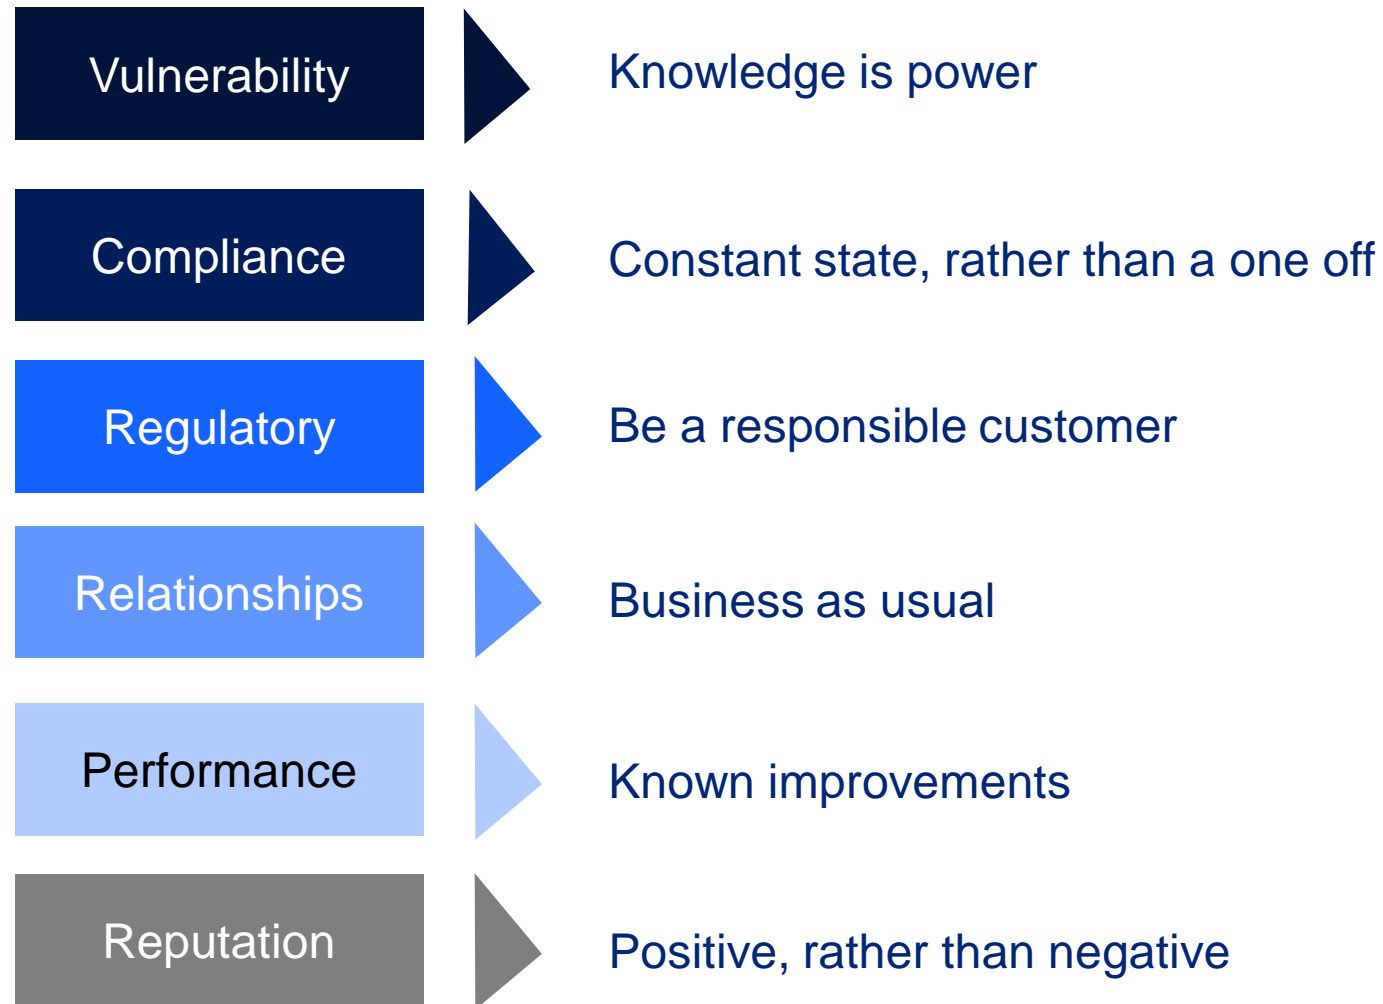 Vulnerability
Knowledge is power
Compliance
Constant state, rather than a one off
Regulatory
Be a responsible customer
Relationships
Business as usual
Performance
Known improvements
Reputation
Positive, rather than negative